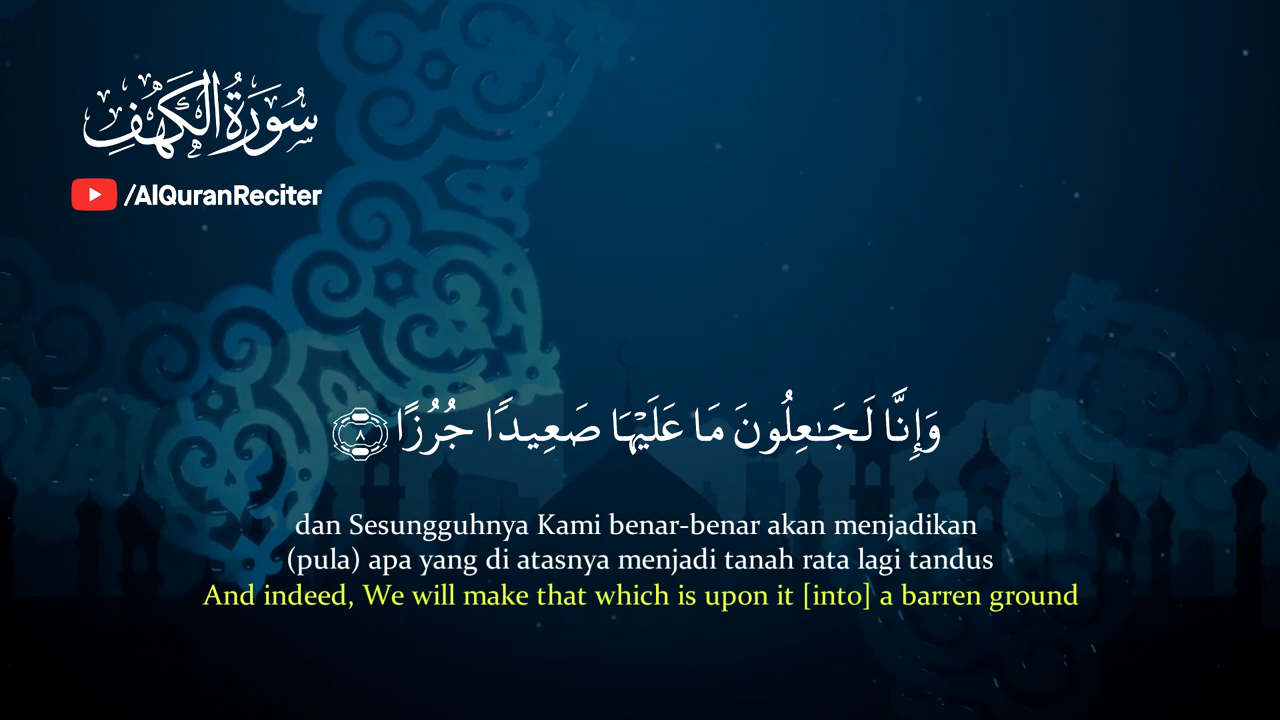 سُورَةُ الْكَهْفِ
/AlQuranReciter
وَإِنَّا لَجَـٰعِلُونَ مَا عَلَيْهَا صَعِيدًا جُرُزًا ٨
dan Sesungguhnya Kami benar-benar akan menjadikan
(pula) apa yang di atasnya menjadi tanah rata lagi tandus
And indeed, We will make that which is upon it [into] a barren ground